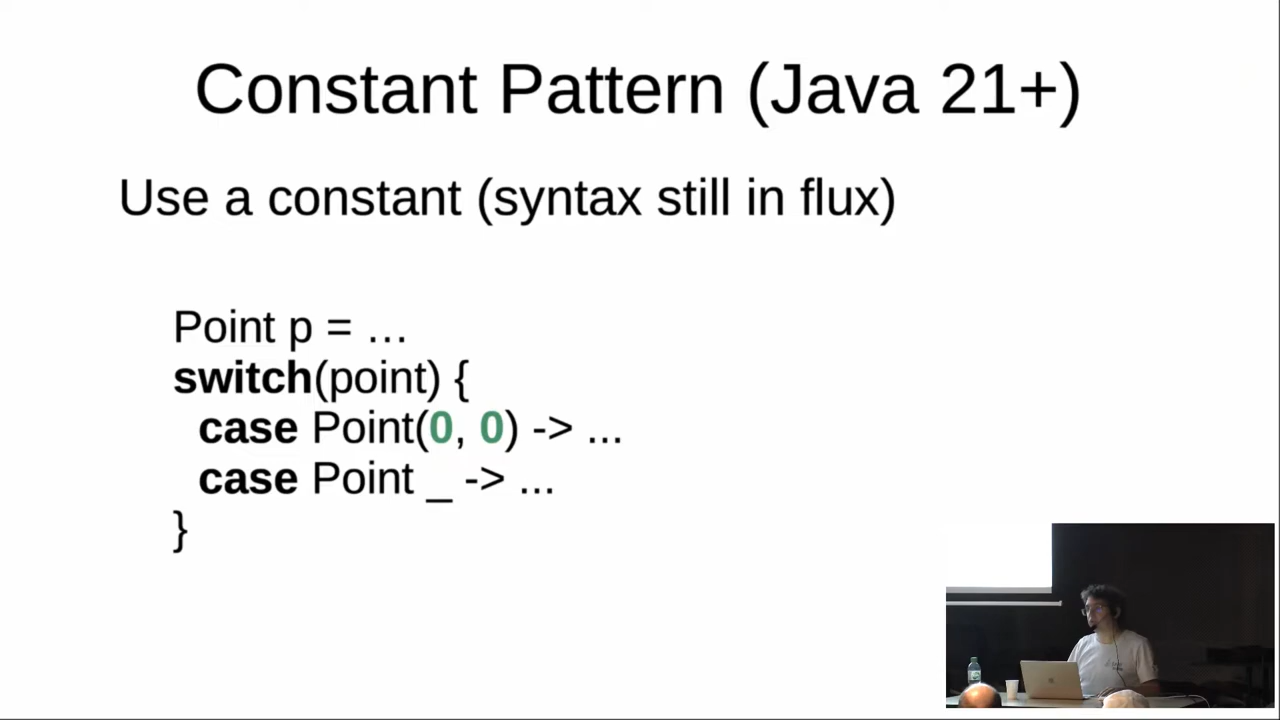 Constant Pattern (Java 21+)
Use a constant (syntax still in flux)
Point p = …
switch(point) {
case Point(0, 0) -> ...
case Point _ -> ...
}